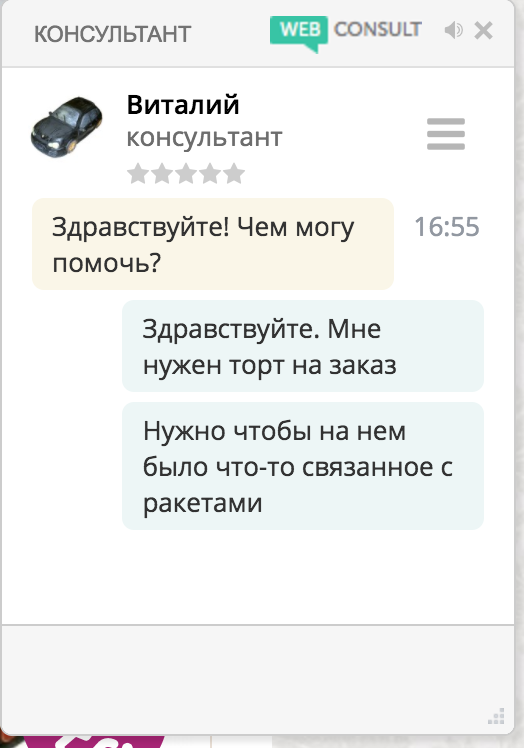 КОНСУЛЬТАНТ
WEB CONSULT
Виталий
консультант
Здравствуйте! Чем могу
помочь?
16:55
Здравствуйте. Мне
нужен торт на заказ
Нужно чтобы на нем
было что-то связанное с
ракетами